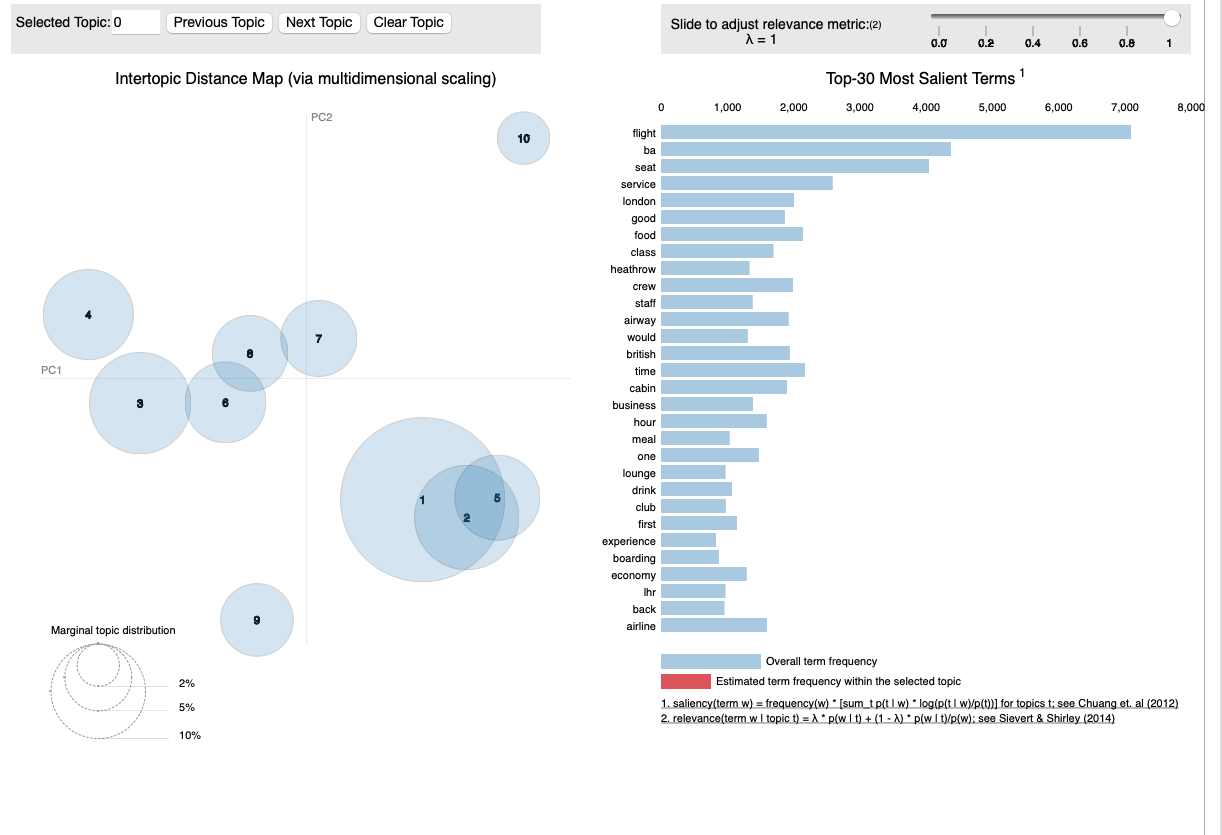 Selected Topic: 0 Previous Topic Next Topic Clear Topic
Slide to adjust relevance metric:(2)
λ = 1
0.0 0.2 0.4 0.6 0.8 1
Intertopic Distance Map (via multidimensional scaling)
PC2
PC1
10
4
7
8
3
6
1
5
2
9
Marginal topic distribution
2%
5%
10%
Top-30 Most Salient Terms 1
0 1,000 2,000 3,000 4,000 5,000 6,000 7,000 8,000
flight
ba
seat
service
london
good
food
class
heathrow
crew
staff
airway
would
british
time
cabin
business
hour
meal
one
lounge
drink
club
first
experience
boarding
economy
lhr
back
airline
Overall term frequency
Estimated term frequency within the selected topic
1. saliency(term w) = frequency(w) * [sum_t p(t | w) * log(p(t | w)/p(t))] for topics t; see Chuang et. al (2012)
2. relevance(term w | topic t) = λ * p(w | t) + (1 - λ) * p(w | t)/p(w); see Sievert & Shirley (2014)